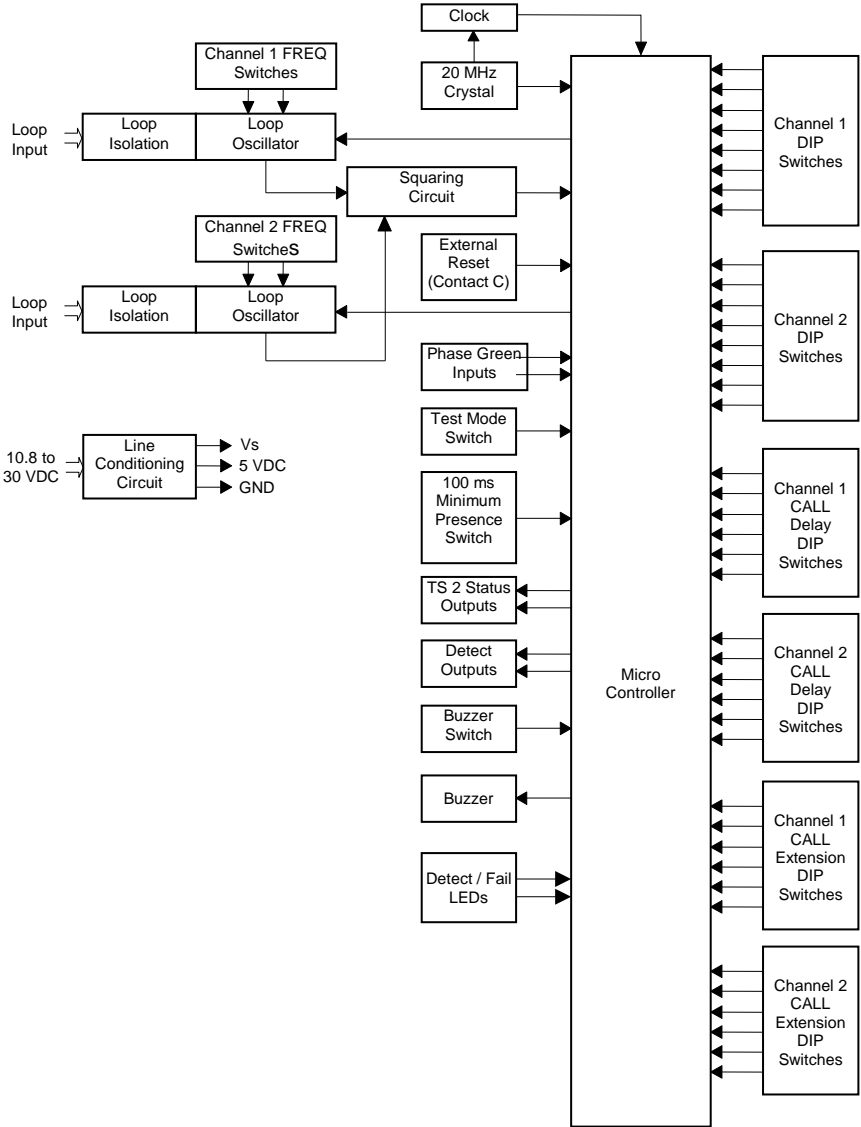 Clock
Channel 1 FREQ
Switches
20 MHz
Crystal
Loop
Input
Loop
Isolation
Loop
Oscillator
Channel 1
DIP
Switches
Squaring
Circuit
Channel 2 FREQ
SwitcheS
External
Reset
(Contact C)
Loop
Input
Loop
Isolation
Loop
Oscillator
Channel 2
DIP
Switches
Phase Green
Inputs
Test Mode
Switch
10.8 to
30 VDC
Line
Conditioning
Circuit
Vs
5 VDC
GND
100 ms
Minimum
Presence
Switch
Channel 1
CALL
Delay
DIP
Switches
TS 2 Status
Outputs
Detect
Outputs
Micro
Controller
Channel 2
CALL
Delay
DIP
Switches
Buzzer
Switch
Buzzer
Channel 1
CALL
Extension
DIP
Switches
Detect / Fail
LEDs
Channel 2
CALL
Extension
DIP
Switches